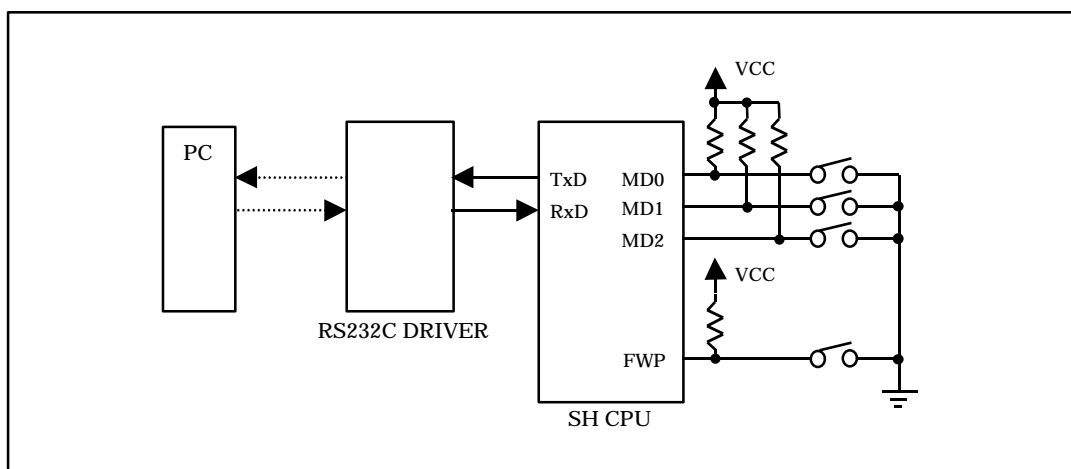 VCC
PC
TxD
MD0
RxD
MD1
MD2
VCC
RS232C DRIVER
FWP
SH CPU